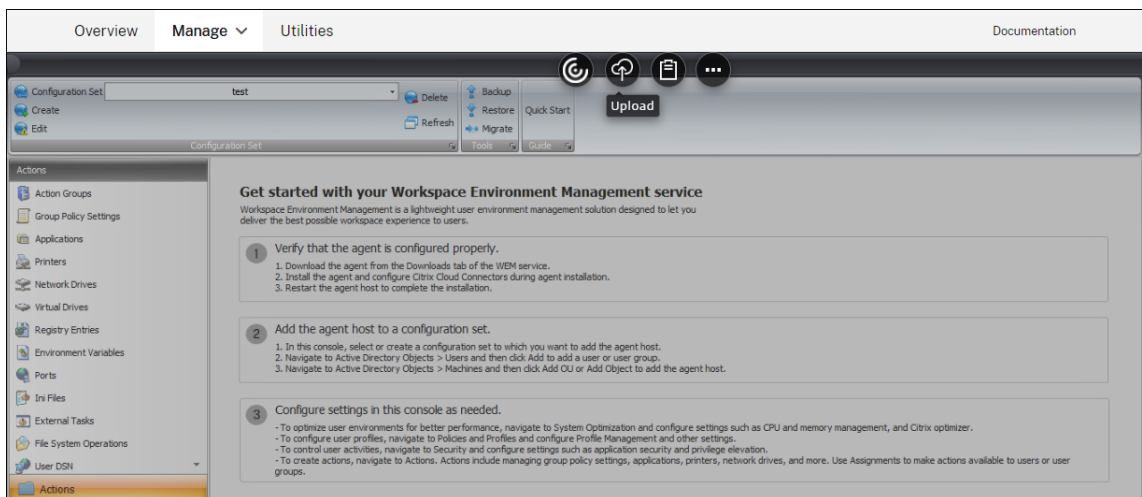 Overview
Manage
Utilities
Documentation
Configuration Set
test
Create
Edit
Delete
Refresh
Configuration Set
Backup
Restore
Migrate
Tools
Quick Start
Guide
Upload
Actions
Action Groups
Group Policy Settings
Applications
Printers
Network Drives
Virtual Drives
Registry Entries
Environment Variables
Ports
Ini Files
External Tasks
File System Operations
User DSN
Actions
Get started with your Workspace Environment Management service
Workspace Environment Management is a lightweight user environment management solution designed to let you
deliver the best possible workspace experience to users.
1
Verify that the agent is configured properly.
1. Download the agent from the Downloads tab of the WEM service.
2. Install the agent and configure Citrix Cloud Connectors during agent installation.
3. Restart the agent host to complete the installation.
2
Add the agent host to a configuration set.
1. In this console, select or create a configuration set to which you want to add the agent host.
2. Navigate to Active Directory Objects > Users and then click Add to add a user or user group.
3. Navigate to Active Directory Objects > Machines and then click Add OU or Add Object to add the agent host.
3
Configure settings in this console as needed.
- To optimize user environments for better performance, navigate to System Optimization and configure settings such as CPU and memory management, and Citrix optimizer.
- To configure user profiles, navigate to Policies and Profiles and configure Profile Management and other settings.
- To control user activities, navigate to Security and configure settings such as application security and privilege elevation.
- To create actions, navigate to Actions. Actions include managing group policy settings, applications, printers, network drives, and more. Use Assignments to make actions available to users or user
groups.